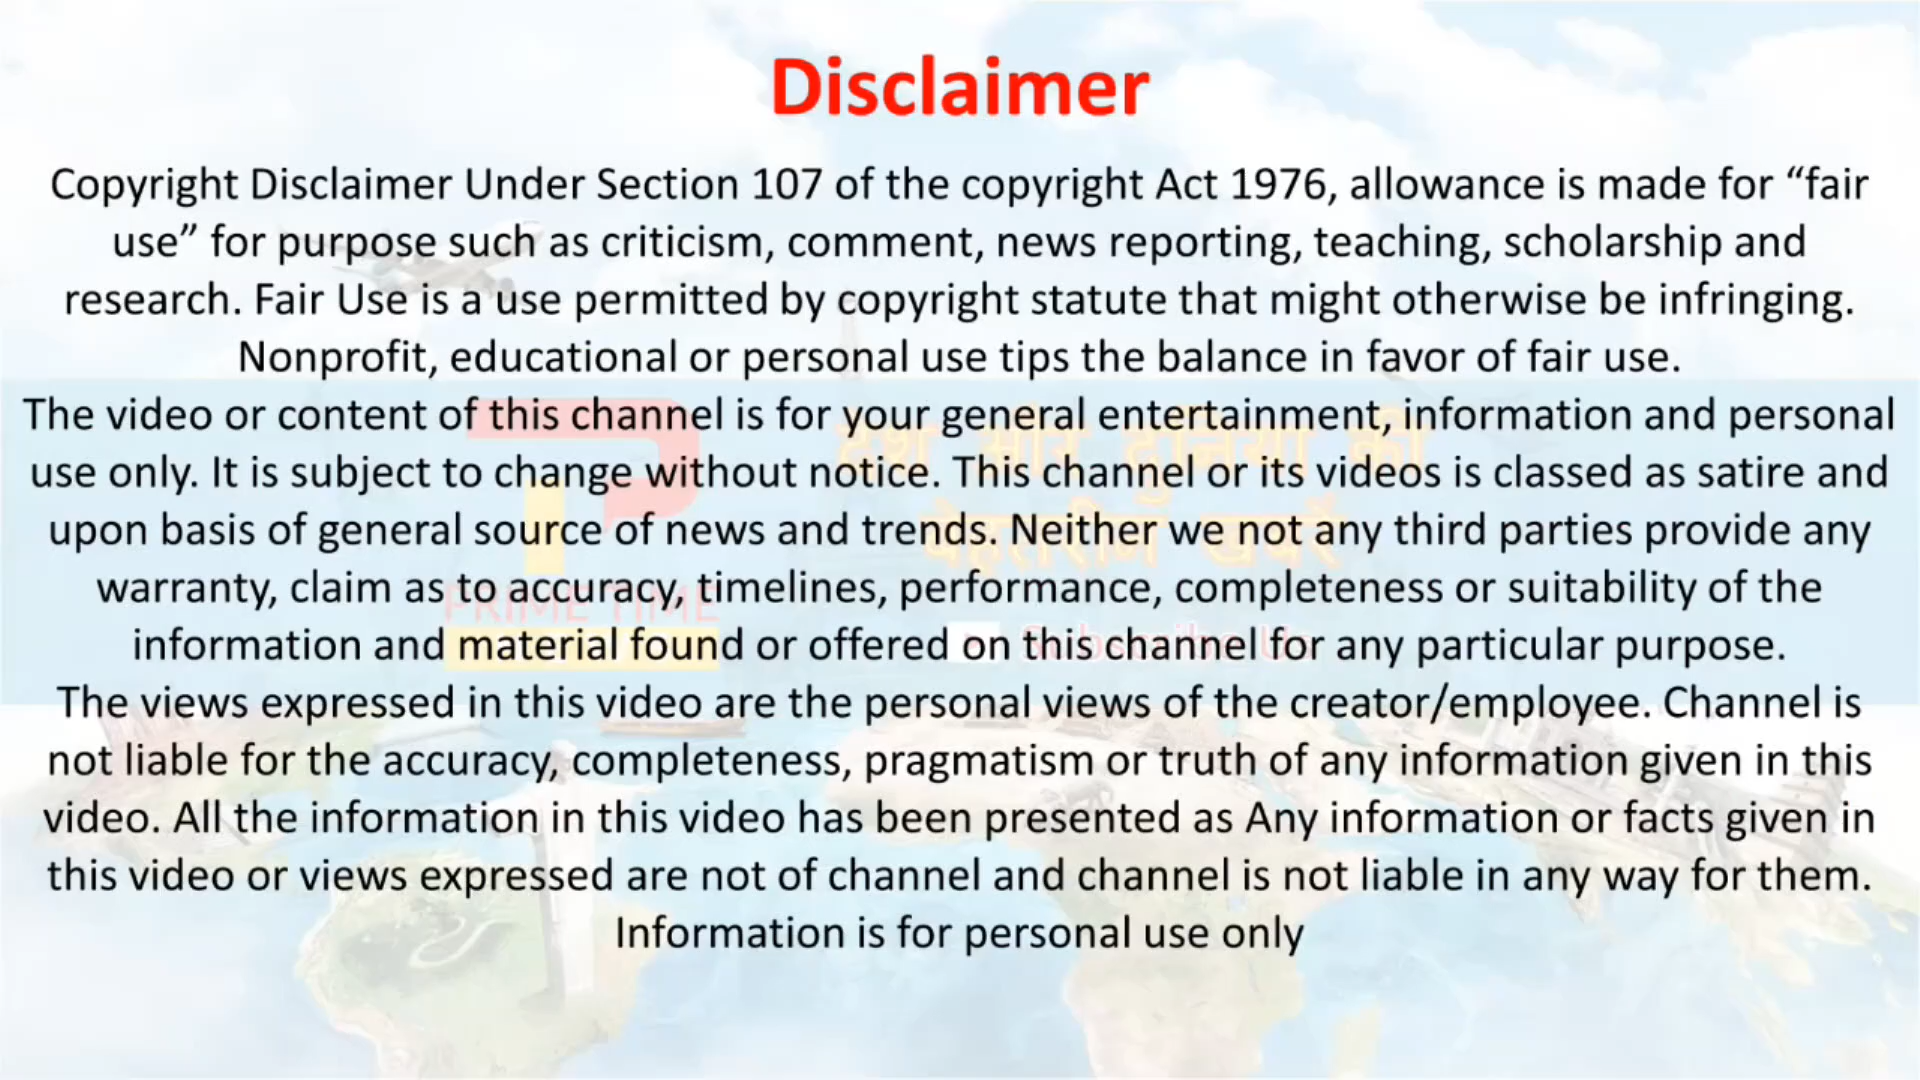 Disclaimer
Copyright Disclaimer Under Section 107 of the copyright Act 1976, allowance is made for “fair
use” for purpose such as criticism, comment, news reporting, teaching, scholarship and
research. Fair Use is a use permitted by copyright statute that might otherwise be infringing.
Nonprofit, educational or personal use tips the balance in favor of fair use.
The video or content of this channel is for your general entertainment, information and personal
use only. It is subject to change without notice. This channel or its videos is classed as satire and
upon basis of general source of news and trends. Neither we not any third parties provide any
warranty, claim as to accuracy, timelines, performance, completeness or suitability of the
information and material found or offered on this channel for any particular purpose.
The views expressed in this video are the personal views of the creator/employee. Channel is
not liable for the accuracy, completeness, pragmatism or truth of any information given in this
video. All the information in this video has been presented as Any information or facts given in
this video or views expressed are not of channel and channel is not liable in any way for them.
Information is for personal use only
PRIME TIME
देश और दुनिया की
बेहतरीन खबरें
Subscribe Us